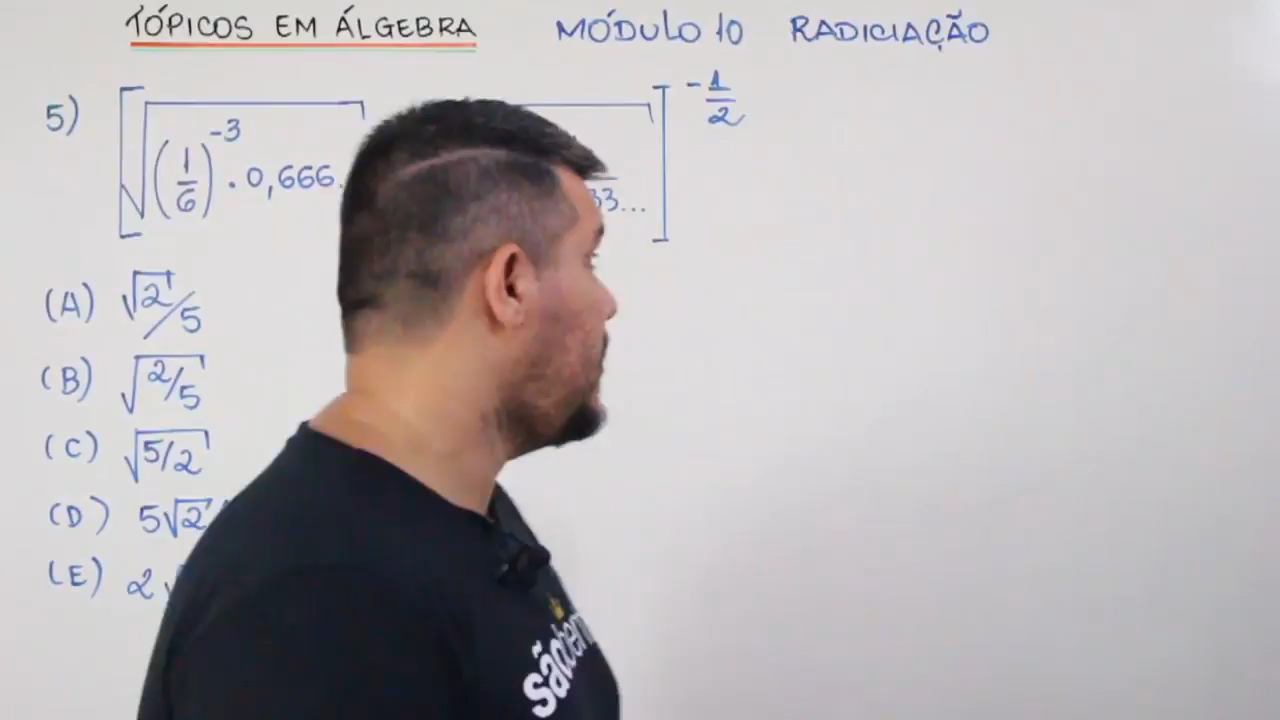 TÓPICOS EM ÁLGEBRA MÓDULO 10 RADICIAÇÃO
5) [√(1/6)^-3 . 0,666. 33...]^-1/2
(A) √2/5
(B) √2/5
(C) √5/2
(D) 5√2
(E) 2√
são